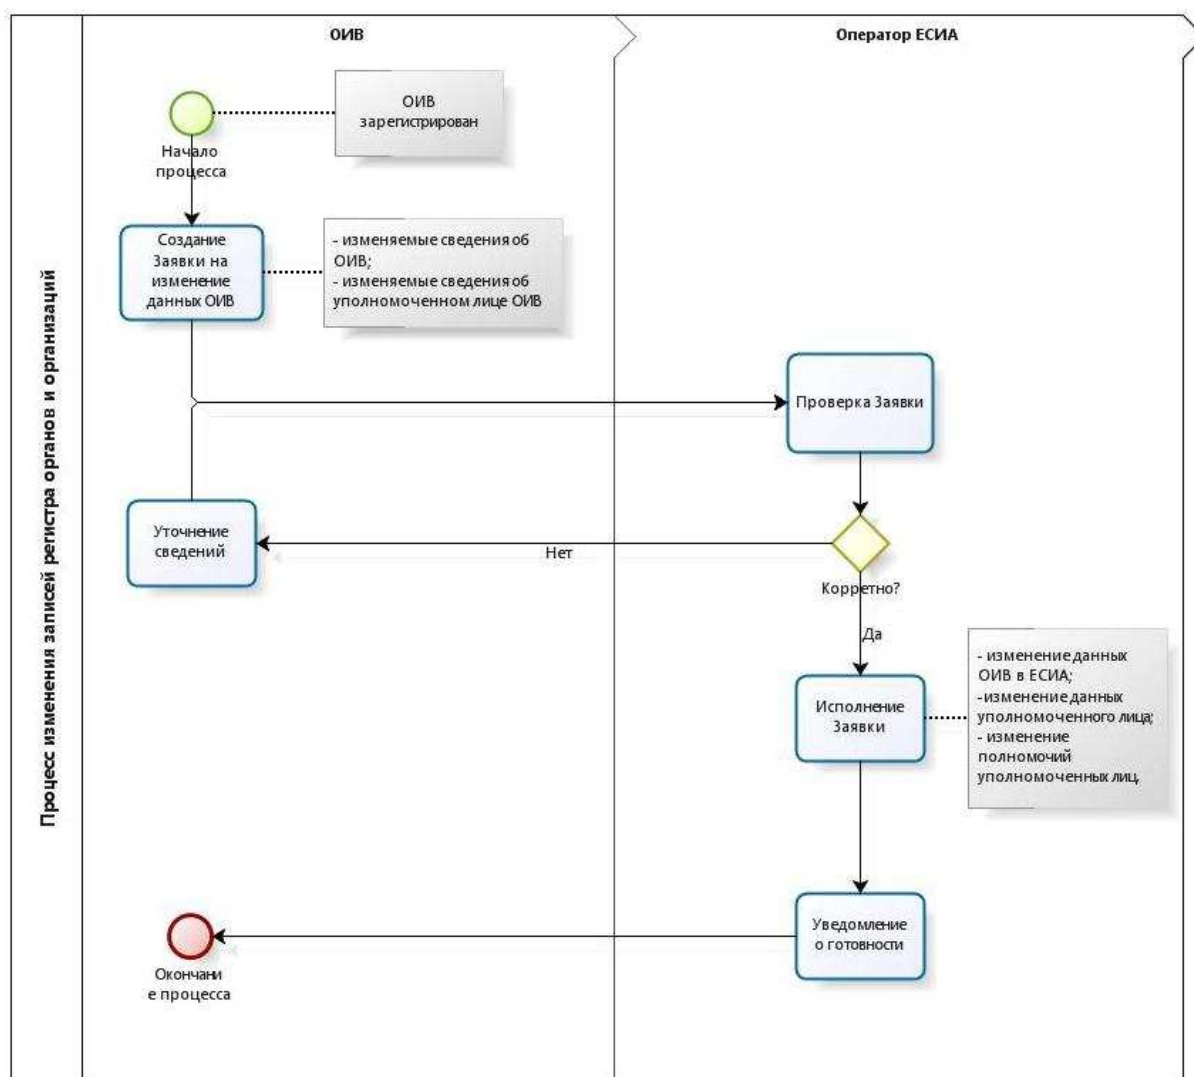 Процесс изменения записей регистра органов и организаций
ОИВ
Оператор ЕСИА
ОИВ
зарегистрирован
Начало
процесса
Создание
Заявки на
изменение
данных ОИВ
- изменяемые сведения об
ОИВ;
- изменяемые сведения об
уполномоченном лице ОИВ
Проверка Заявки
Уточнение
сведений
Нет
Корретно?
Да
Исполнение
Заявки
- изменение данных
ОИВ в ЕСИА;
-изменение данных
уполномоченного лица;
- изменение
полномочий
уполномоченных лиц.
Уведомление
о готовности
Окончани
е процесса